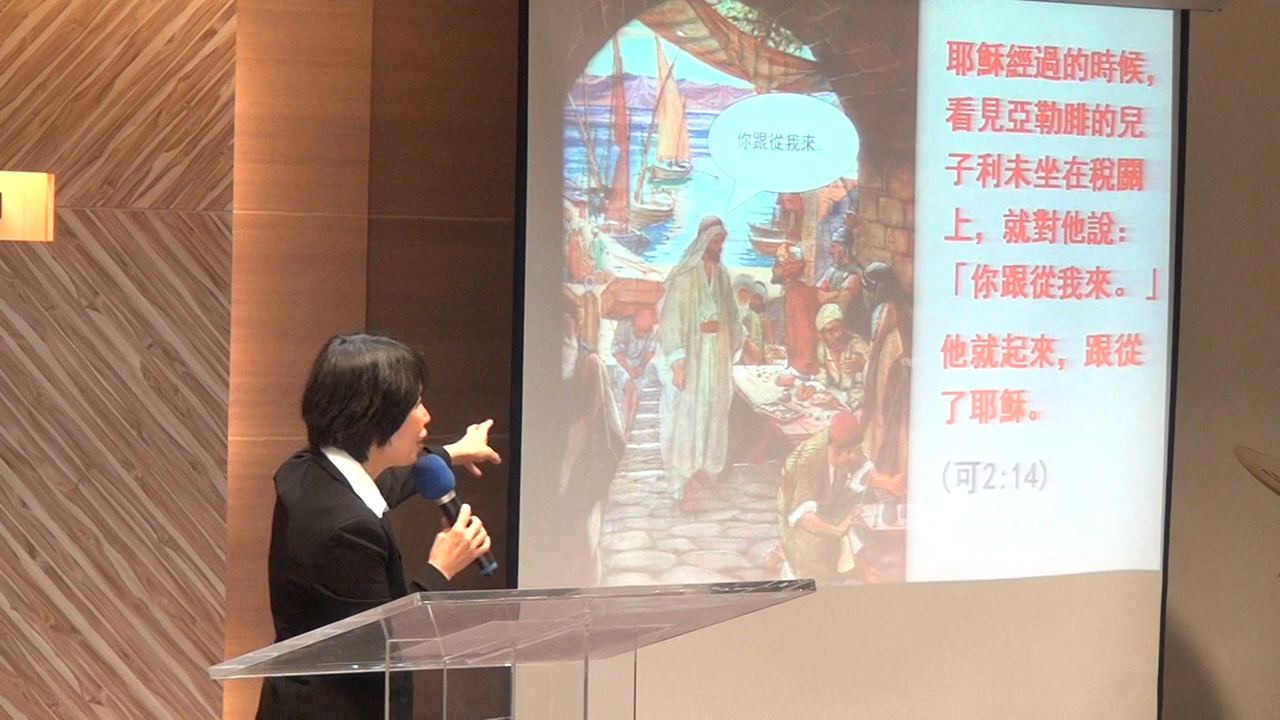 你跟從我來。
耶穌經過的時候，
看見亞勒腓的兒
子利未坐在稅關
上，就對他說：
「你跟從我來。」
他就起來，跟從
了耶穌。
(可2:14)